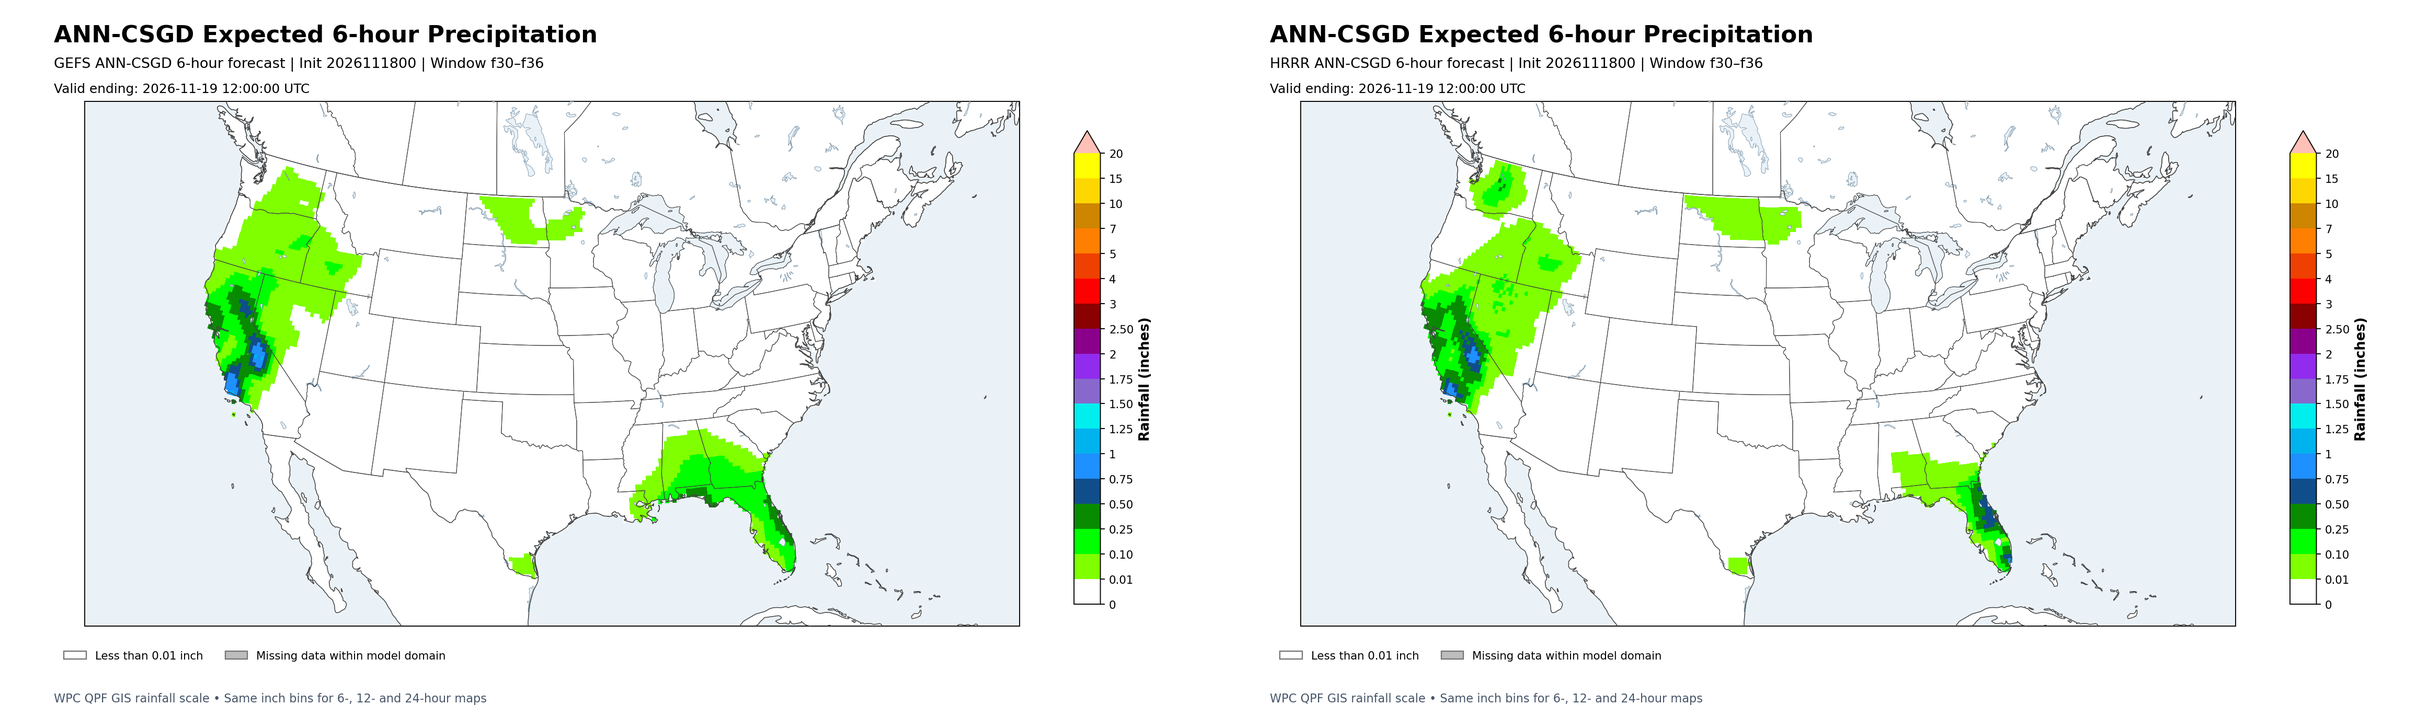 ANN-CSGD Expected 6-hour Precipitation
GEFS ANN-CSGD 6-hour forecast | Init 2026111800 | Window f30–f36
Valid ending: 2026-11-19 12:00:00 UTC
20
15
10
7
5
4
3
2.50
2
1.75
1.50
1.25
1
0.75
0.50
0.25
0.10
0.01
0
Rainfall (inches)
Less than 0.01 inch
Missing data within model domain
WPC QPF GIS rainfall scale • Same inch bins for 6-, 12- and 24-hour maps
ANN-CSGD Expected 6-hour Precipitation
HRRR ANN-CSGD 6-hour forecast | Init 2026111800 | Window f30–f36
Valid ending: 2026-11-19 12:00:00 UTC
20
15
10
7
5
4
3
2.50
2
1.75
1.50
1.25
1
0.75
0.50
0.25
0.10
0.01
0
Rainfall (inches)
Less than 0.01 inch
Missing data within model domain
WPC QPF GIS rainfall scale • Same inch bins for 6-, 12- and 24-hour maps